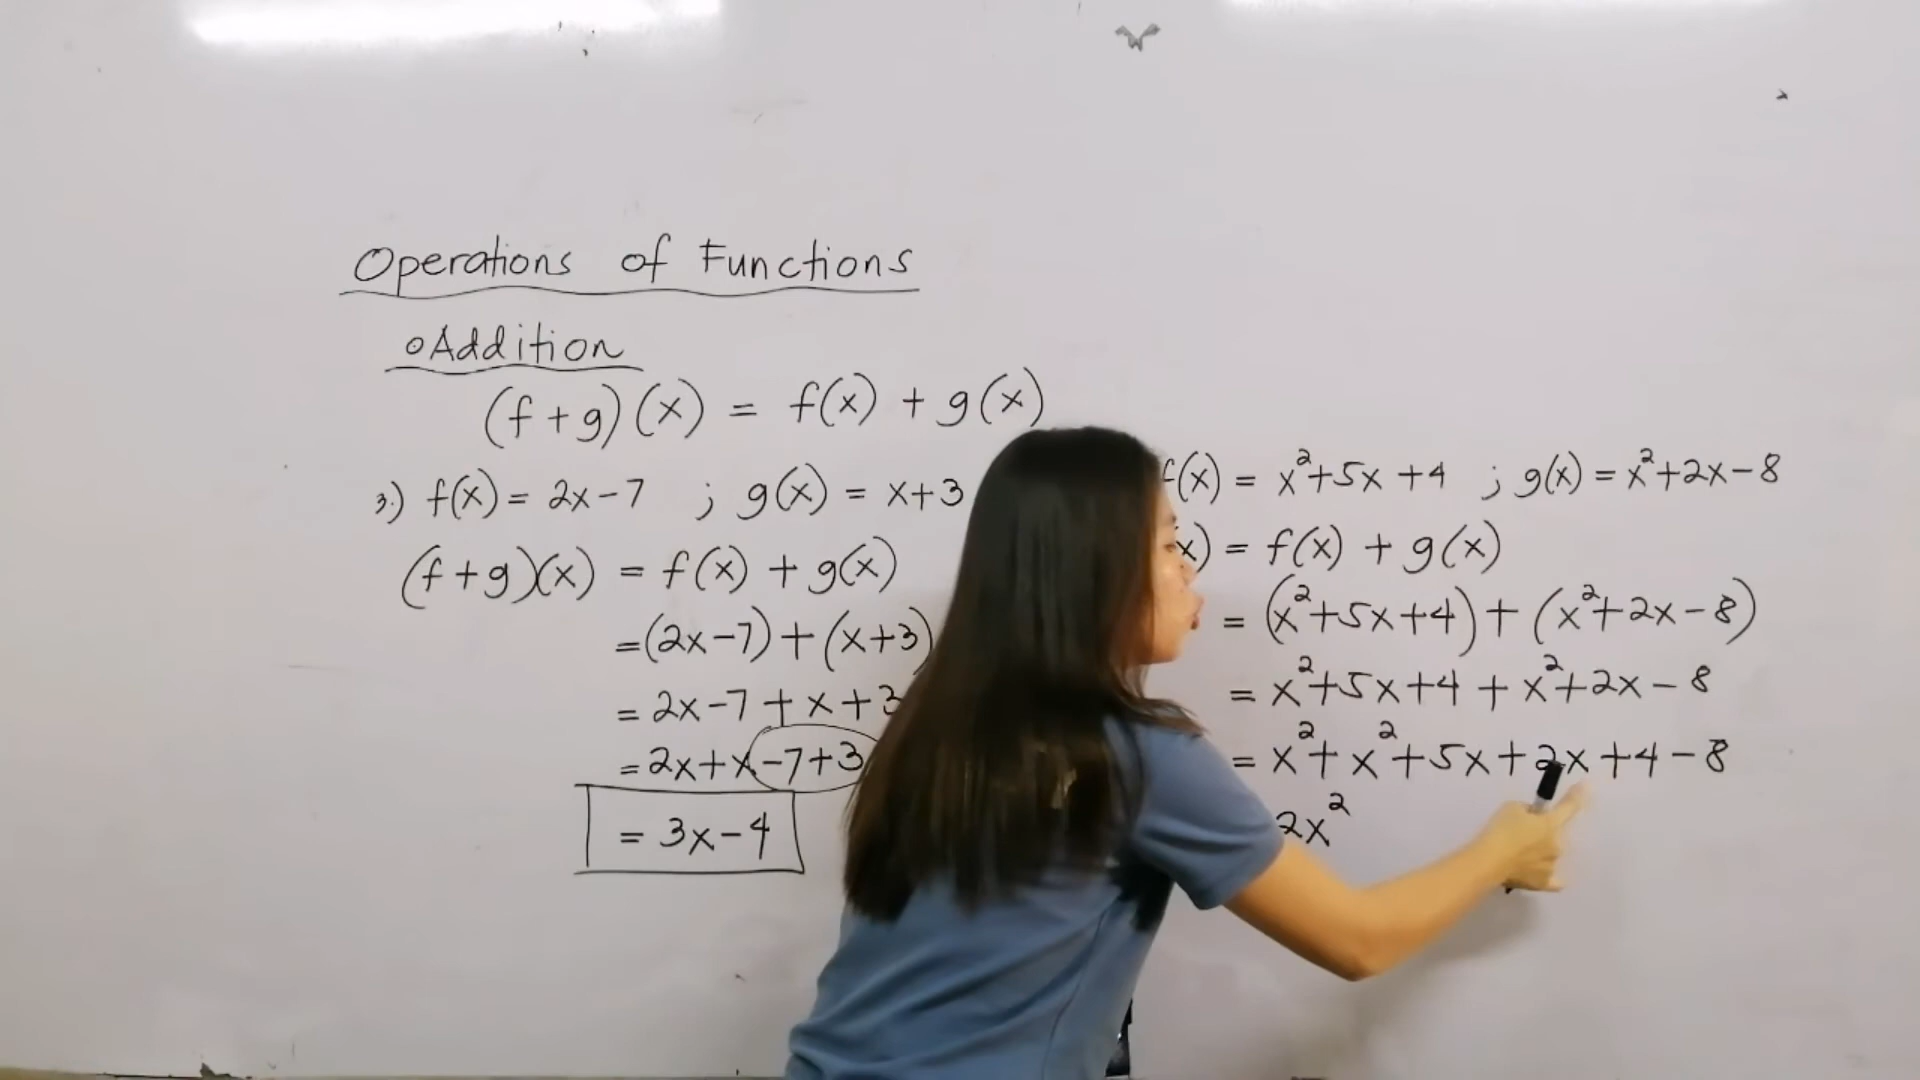 Operations of Functions
Addition
(f+g)(x) = f(x) + g(x)
3.) f(x) = 2x-7 ; g(x) = x+3
(f+g)(x) = f(x) + g(x)
=(2x-7)+(x+3)
= 2x-7+x+3
=2x+x-7+3
= 3x-4
f(x) = x²+5x+4 ; g(x) = x²+2x-8
x) = f(x) + g(x)
= (x²+5x+4)+(x²+2x-8)
= x²+5x+4+x²+2x-8
= x²+x²+5x+2x+4-8
2x²